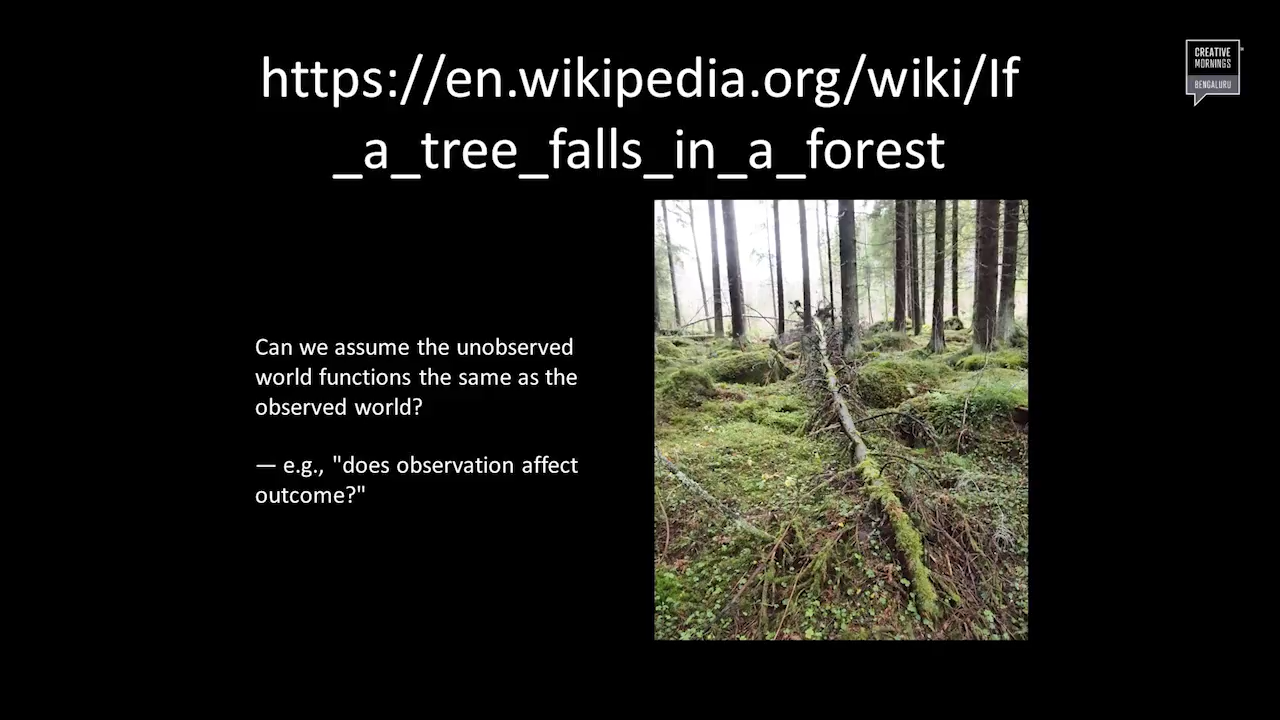 https://en.wikipedia.org/wiki/If
_a_tree_falls_in_a_forest
CREATIVE
MORNINGS
BENGALURU
Can we assume the unobserved
world functions the same as the
observed world?
— e.g., "does observation affect
outcome?"